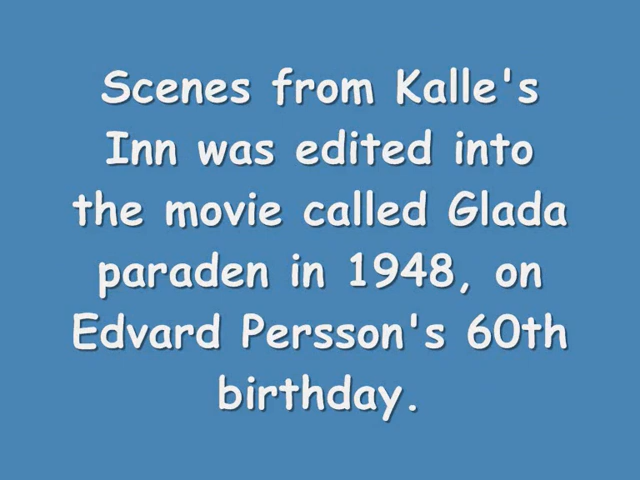 Scenes from Kalle's
Inn was edited into
the movie called Glada
paraden in 1948, on
Edvard Persson's 60th
birthday.